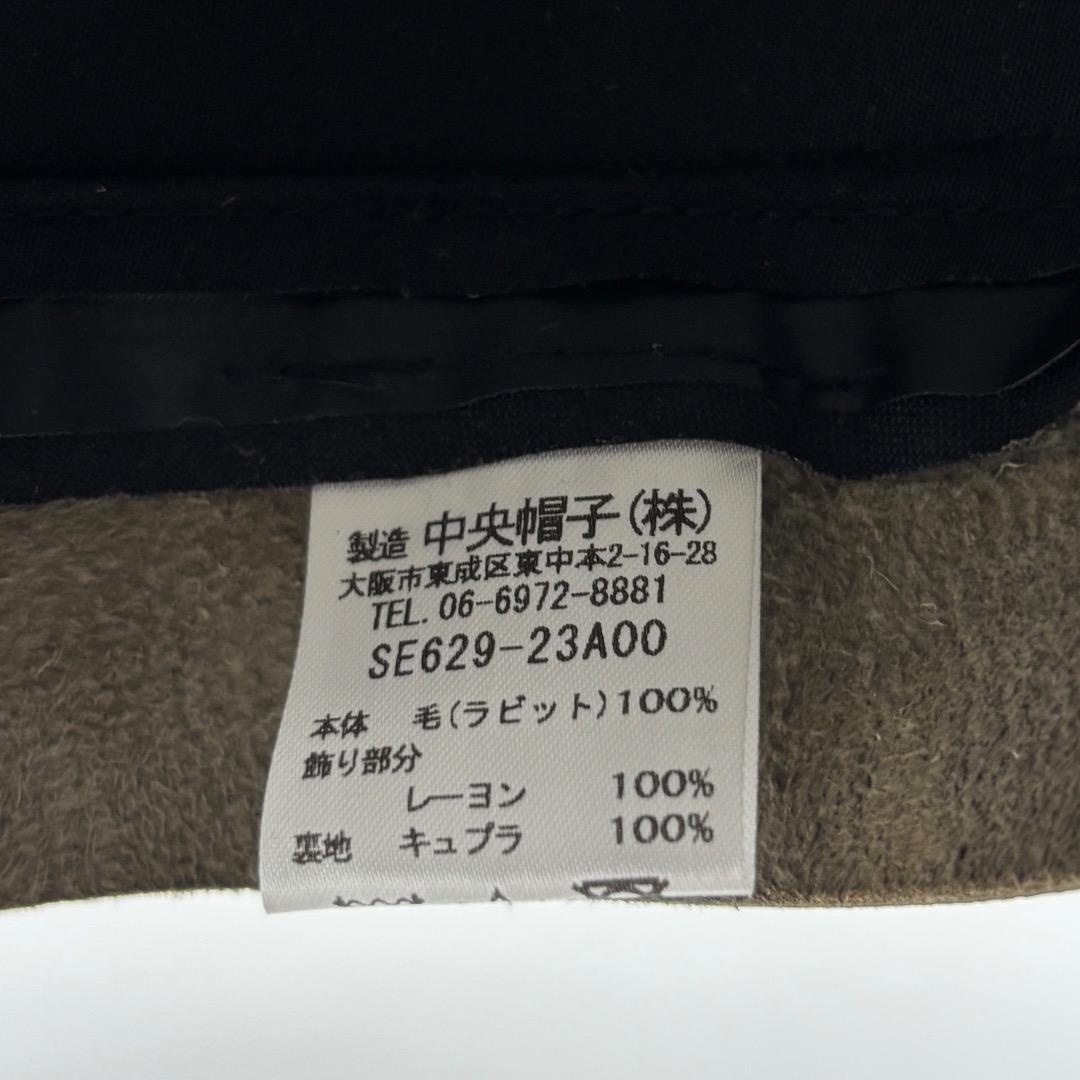 製造 中央帽子(株)
大阪市東成区東中本2-16-28
TEL. 06-6972-8881
SE629-23A00
本体 毛(ラビット)100%
飾り部分
レーヨン 100%
裏地 キュプラ 100%